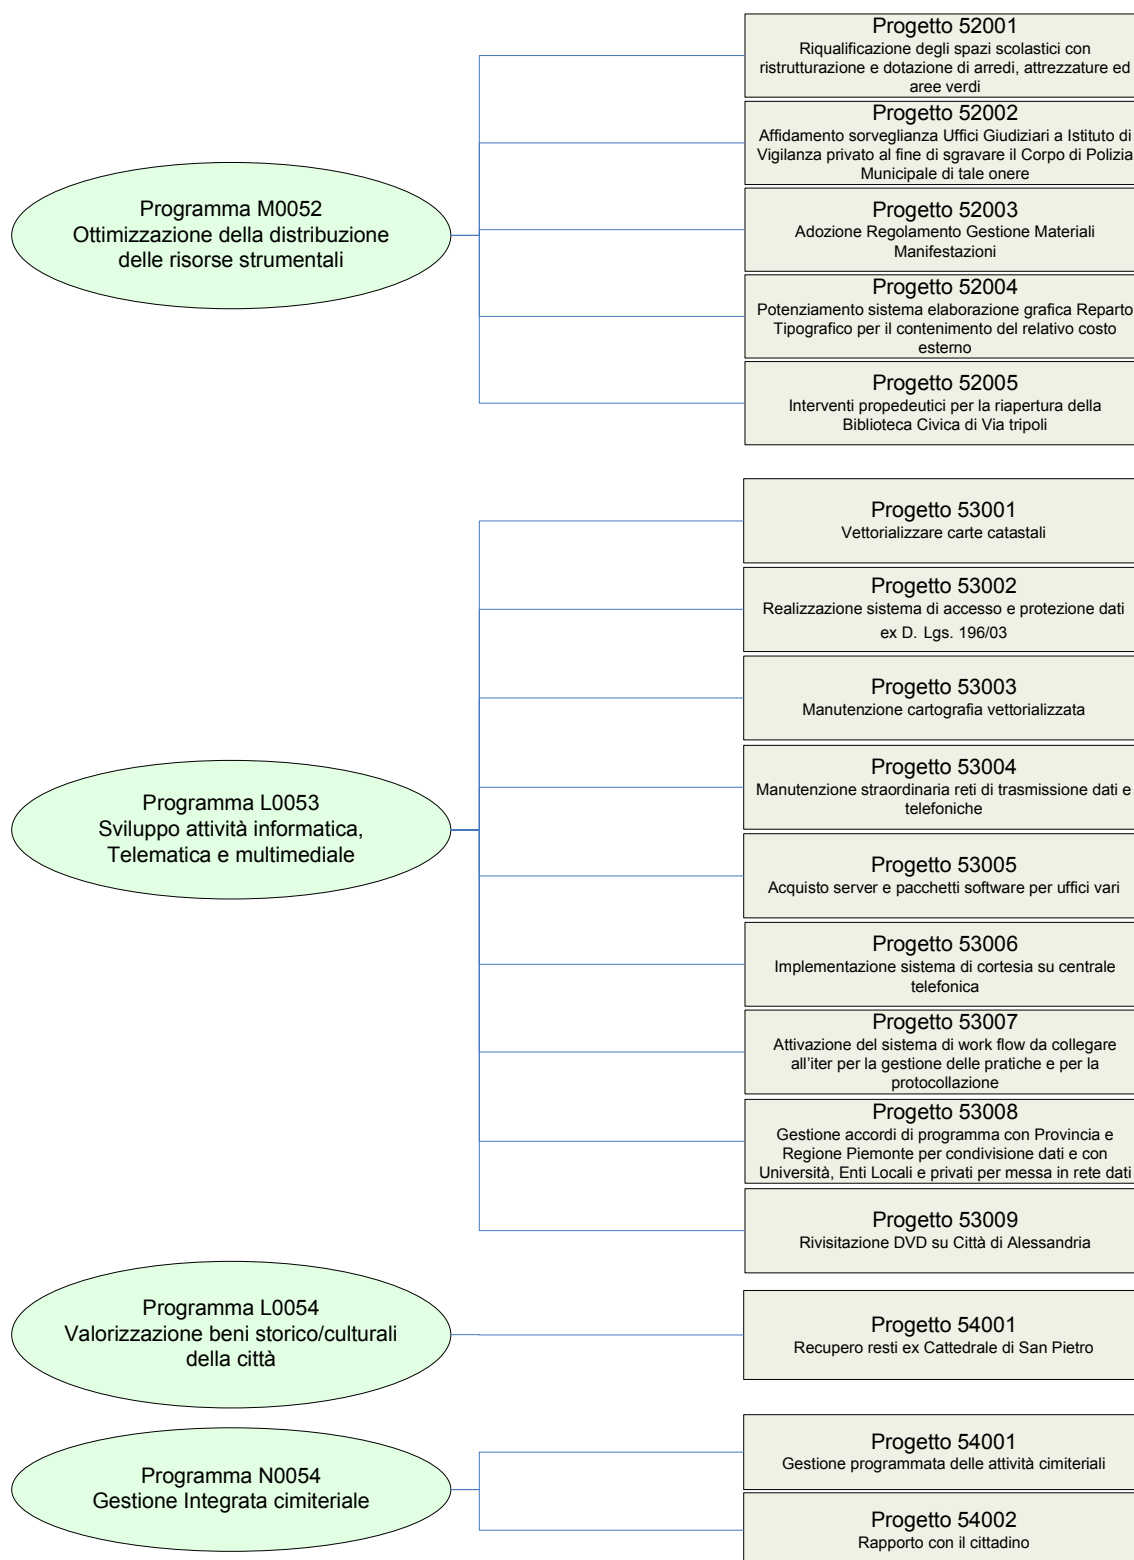 Programma M0052
Ottimizzazione della distribuzione
delle risorse strumentali
Progetto 52001
Riqualificazione degli spazi scolastici con
ristrutturazione e dotazione di arredi, attrezzature ed
aree verdi
Progetto 52002
Affidamento sorveglianza Uffici Giudiziari a Istituto di
Vigilanza privato al fine di sgravare il Corpo di Polizia
Municipale di tale onere
Progetto 52003
Adozione Regolamento Gestione Materiali
Manifestazioni
Progetto 52004
Potenziamento sistema elaborazione grafica Reparto
Tipografico per il contenimento del relativo costo
esterno
Progetto 52005
Interventi propedeutici per la riapertura della
Biblioteca Civica di Via tripoli
Programma L0053
Sviluppo attività informatica,
Telematica e multimediale
Progetto 53001
Vettorializzare carte catastali
Progetto 53002
Realizzazione sistema di accesso e protezione dati
ex D. Lgs. 196/03
Progetto 53003
Manutenzione cartografia vettorializzata
Progetto 53004
Manutenzione straordinaria reti di trasmissione dati e
telefoniche
Progetto 53005
Acquisto server e pacchetti software per uffici vari
Progetto 53006
Implementazione sistema di cortesia su centrale
telefonica
Progetto 53007
Attivazione del sistema di work flow da collegare
all'iter per la gestione delle pratiche e per la
protocollazione
Progetto 53008
Gestione accordi di programma con Provincia e
Regione Piemonte per condivisione dati e con
Università, Enti Locali e privati per messa in rete dati
Progetto 53009
Rivisitazione DVD su Città di Alessandria
Programma L0054
Valorizzazione beni storico/culturali
della città
Progetto 54001
Recupero resti ex Cattedrale di San Pietro
Programma N0054
Gestione Integrata cimiteriale
Progetto 54001
Gestione programmata delle attività cimiteriali
Progetto 54002
Rapporto con il cittadino